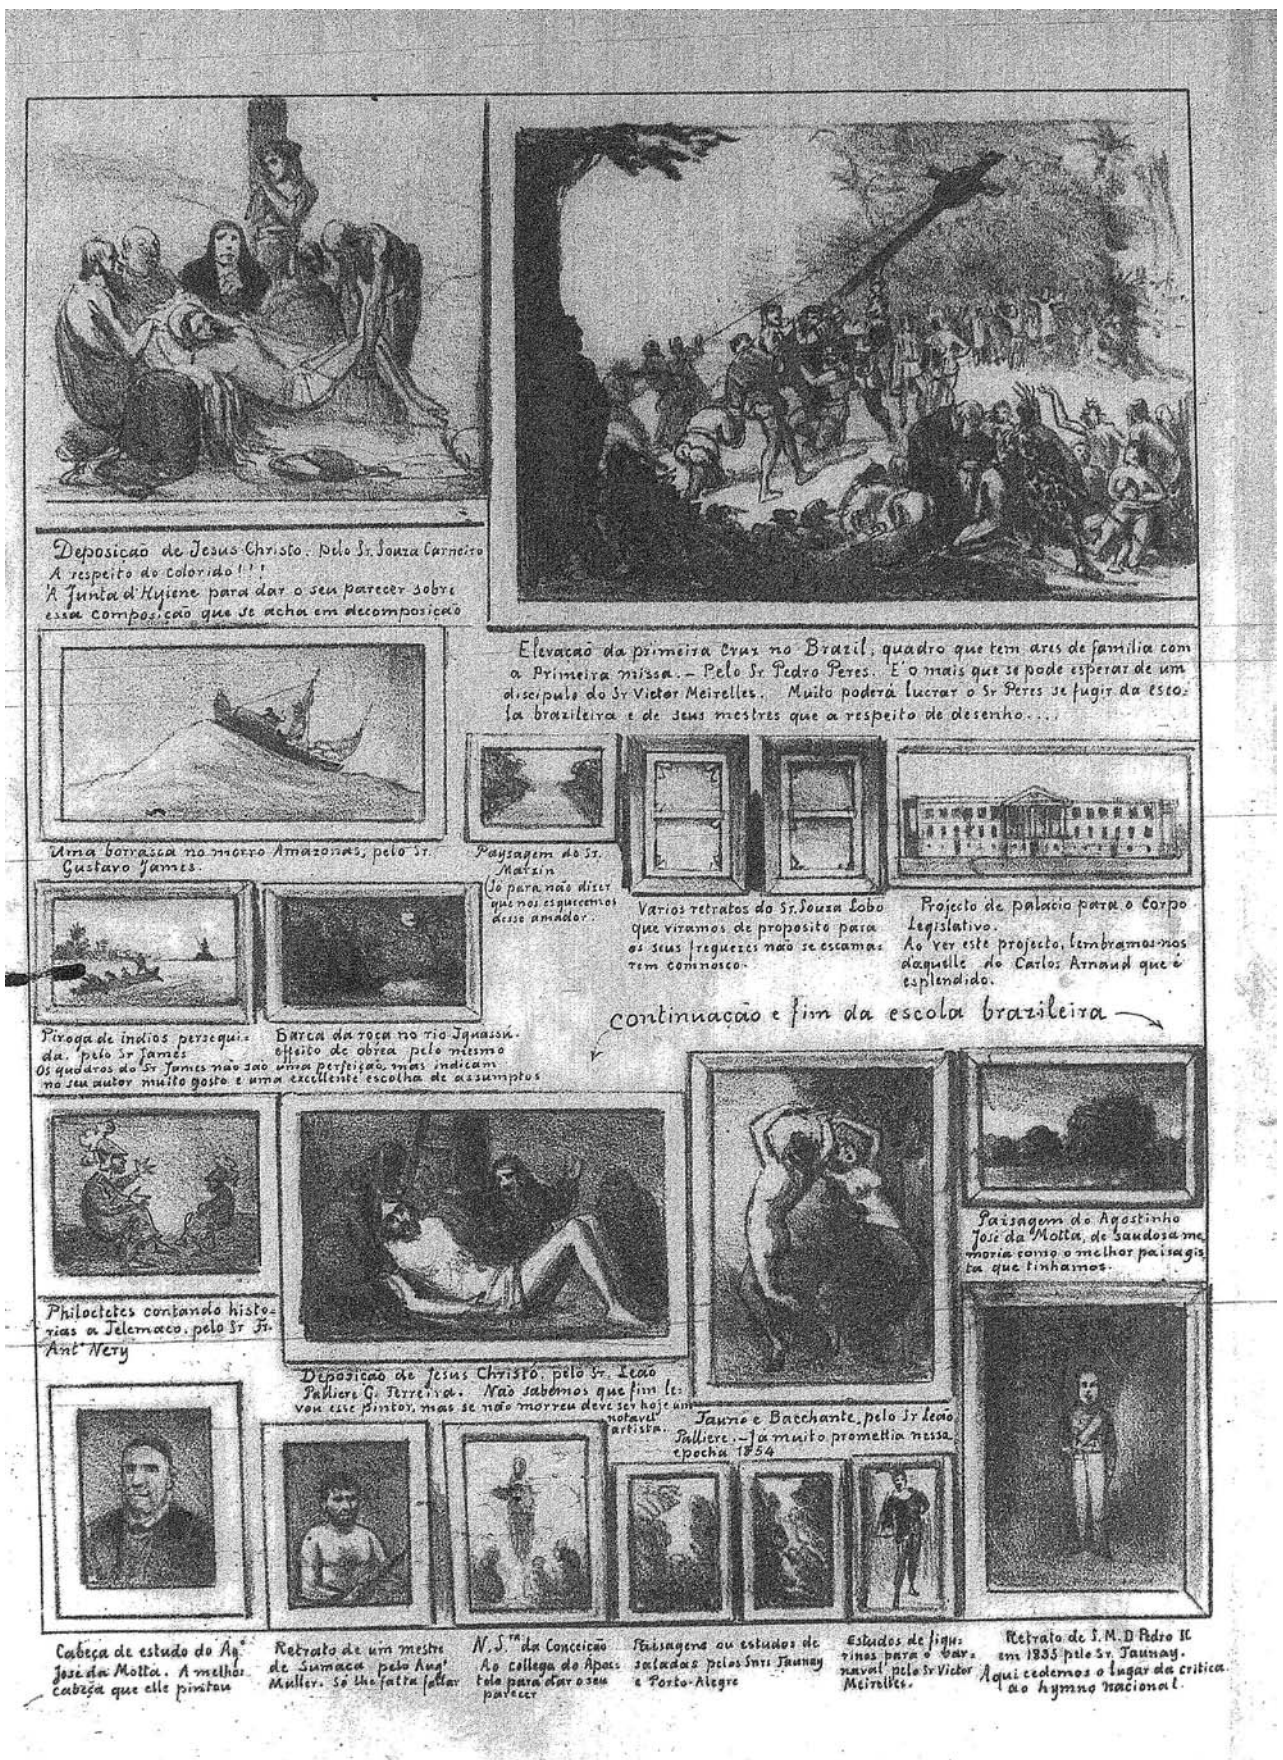 Deposicão de Jesus Christo. pelo Sr. Souza Carneiro
A respeito do colorido!!!
'A Junta d'Hygiene para dar o seu parecer sobre
essa composicão que se acha em decomposicão
Elevacão da primeira Cruz no Brazil, quadro que tem ares de família com
a Primeira missa. – Pelo Sr Pedro Peres. E'o mais que se pode esperar de um
discipulo do Sr Victor Meirelles. Muito poderá lucrar o Sr Peres se fugir da esco-
la brazileira e de seus mestres que a respeito de desenho....
Uma borrasca no morro Amazonas, pelo Sr.
Gustavo James.
Paysagem do Sr.
Marzin
(Só para não dizer
que nos esquecemos
desse amador.
Varios retratos do Sr. Souza Lobo
que viramos de proposito para
os seus freguezes não se escama-
rem comnosco.
Projecto de palacio para o Corpo
Legislativo.
Ao ver este projecto, lembramos-nos
d'aquelle do Carlos Arnaud que é
esplendido.
Piroga de indios persegui-
da. pelo Sr James
Barca da roça no rio Iguassú.
effeito de obrea pelo mesmo
Os quadros do Sr James não são uma perfeição, mas indicam
no seu autor muito gosto e uma excellente escolha de assumptos
continuacão e fim da escola brazileira
Philoctetes contando histo-
rias a Telemaco. pelo Sr Fr.
Ant° Nery
Deposicão de Jesus Christo. pelo Sr. Leão
Palliere G. Ferreira. Não sabemos que fim le-
vou esse pintor, mas se não morreu deve ser hoje um
notavel
artista.
Fauno e Bacchante, pelo Sr Leão
Palliere. – Ja muito promettia nessa
epocha 1854
Paisagem do Agostinho
José da Motta, de saudosa me-
moria como o melhor paisagis-
ta que tinhamos.
Cabeça de estudo do Ag°
José da Motta. A melhor
cabeça que elle pintou
Retrato de um mestre
de Sumaca pelo Aug°
Muller. Só lhe falta fallar
N. S.ra da Conceicão
Ao collega do Apos-
tolo para dar o seu
parecer
Paisagens ou estudos de
saladas pelos Snrs Taunay
e Porto-Alegre
Estudos de figu-
rinos para o car-
naval pelo Sr Victor
Meirelles.
Retrato de S. M. D Pedro II
em 1835 pelo Sr. Taunay.
Aqui cedemos o lugar da critica
ao hymno nacional.